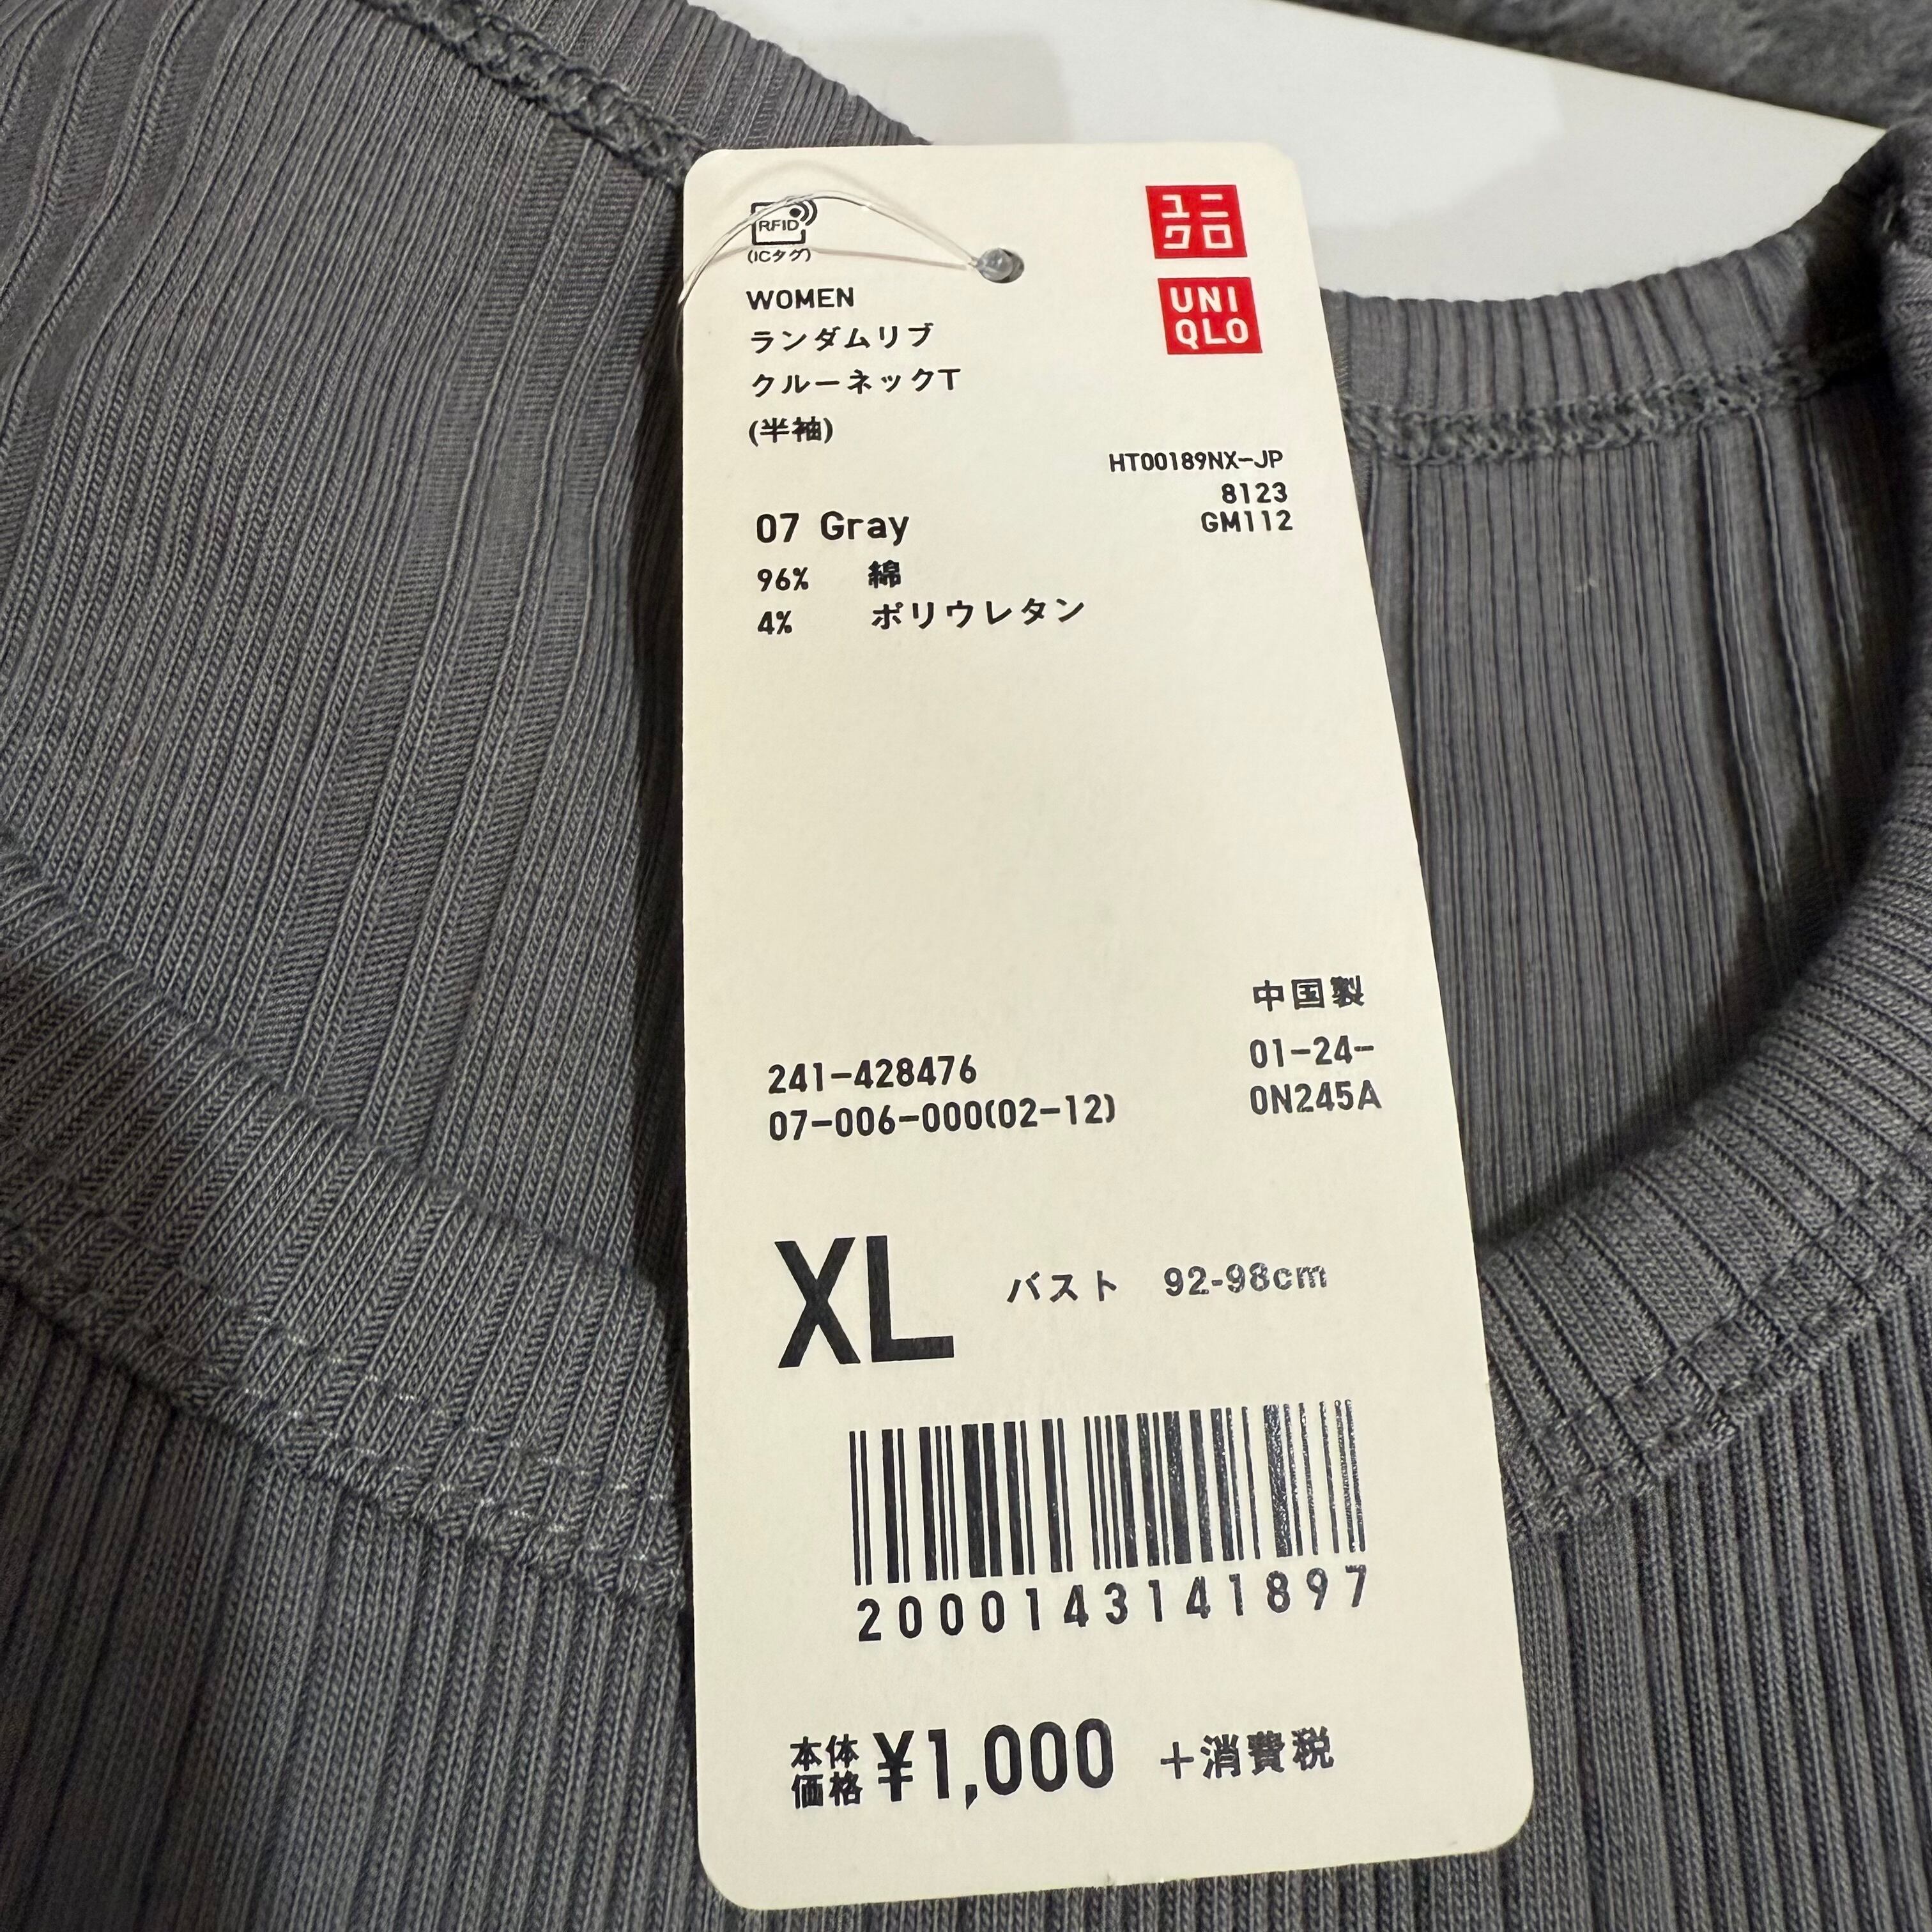 RFID
(ICタグ)
ユニ
クロ
UNI
QLO
WOMEN
ランダムリブ
クルーネックT
(半袖)
HT00189NX-JP
8123
GM112
07 Gray
96% 綿
4% ポリウレタン
中国製
241-428476
01-24-
07-006-000(02-12)
0N245A
XL バスト 92-98cm
2000143141897
本体
価格 ¥1,000 +消費税